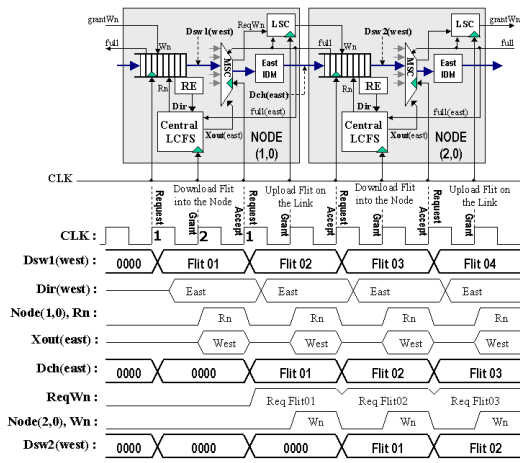 grantWn
full
Wn
Dsw1(west)
ReqWn
LSC
MSC
East
IDM
Dch(east)
Rn
RE
Dir
Central
LCFS
Xout(east)
full(east)
NODE
(1,0)
full
Wn
Dsw2(west)
LSC
MSC
East
IDM
grantWn
full
Rn
RE
Dir
Central
LCFS
Xout(east)
full(east)
NODE
(2,0)
CLK
Request
Download Flit
into the Node
Grant
Accept
Request
Upload Flit on
the Link
Grant
Accept
Request
Download Flit
into the Node
Grant
Accept
Request
Upload Flit on
the Link
Grant
CLK : 1 2 1
Dsw1(west) : 0000 Flit 01 Flit 02 Flit 03 Flit 04
Dir(west) : East East East East
Node(1,0), Rn : Rn Rn Rn Rn
Xout(east) : West West West West
Dch(east) : 0000 0000 Flit 01 Flit 02 Flit 03
ReqWn : Req Flit01 Req Flit02 Req Flit03
Node(2,0), Wn : Wn Wn Wn
Dsw2(west) : 0000 0000 0000 Flit 01 Flit 02